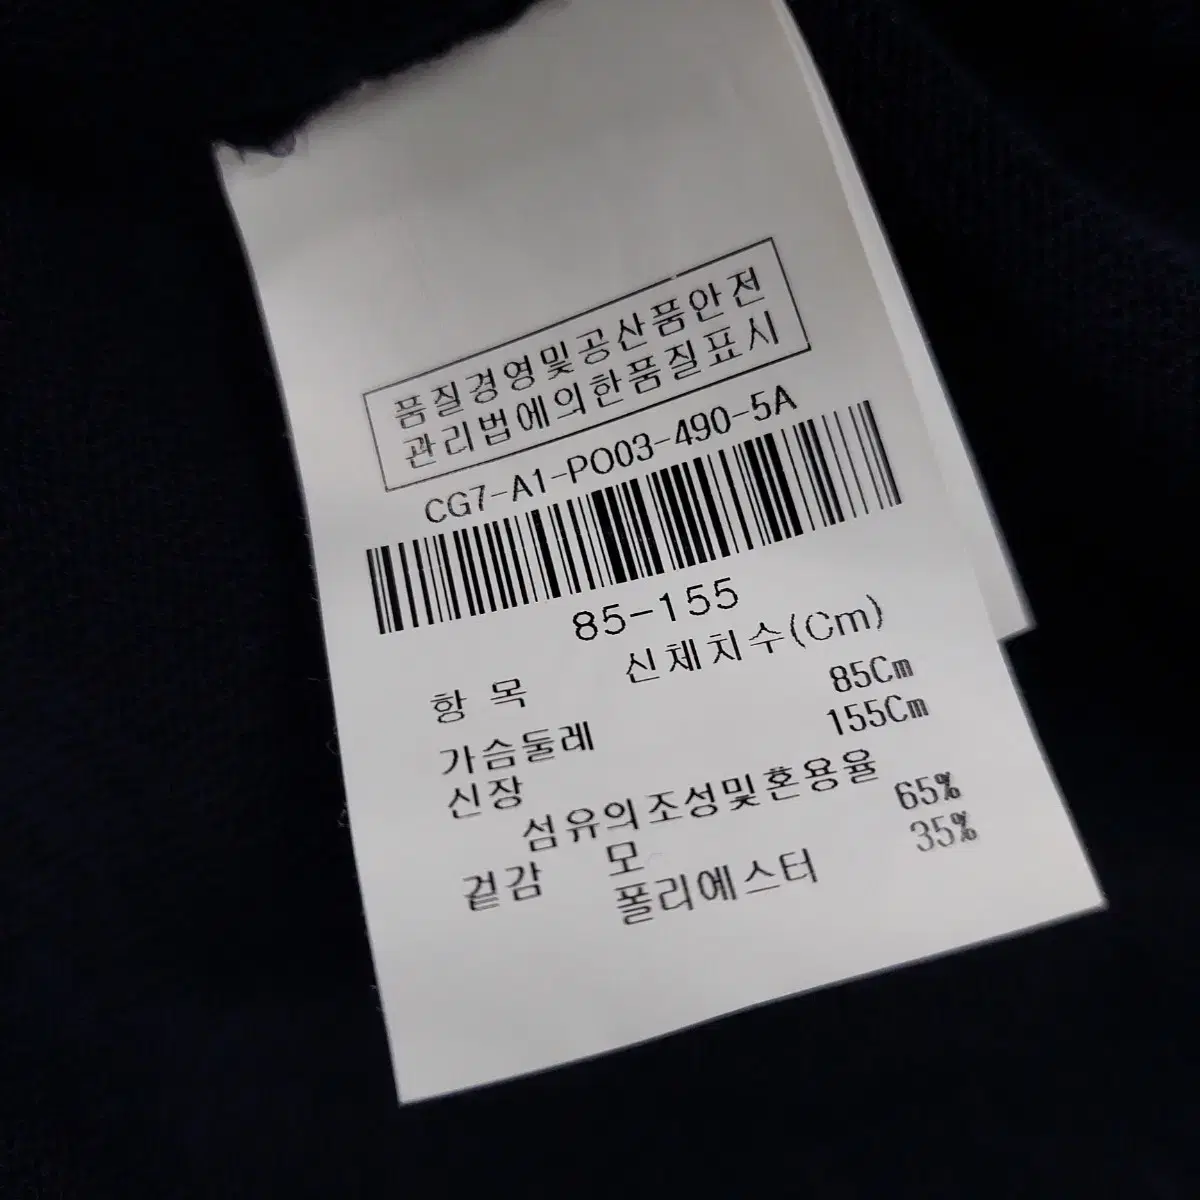 품질경영및공산품안전
관리법에의한품질표시
CG7-A1-PO03-490-5A
85-155
항 목 신체치수(Cm)
가슴둘레 85Cm
신장 155Cm
섬유의조성및혼용율
겉감 모 65%
폴리에스터 35%